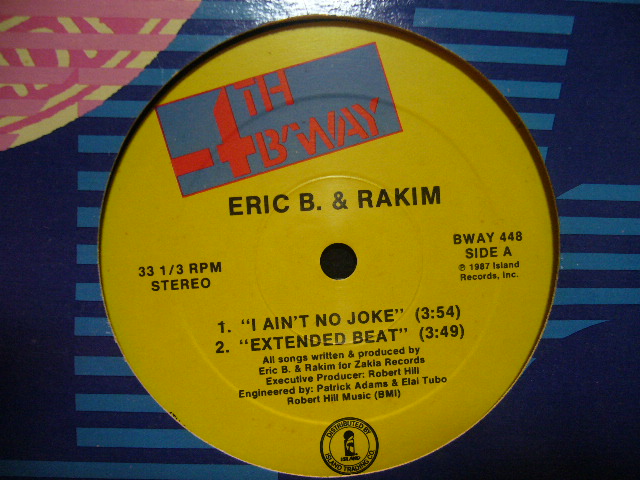 4TH
B'WAY
ERIC B. & RAKIM
33 1/3 RPM
STEREO
BWAY 448
SIDE A
℗ 1987 Island
Records, Inc.
1. "I AIN'T NO JOKE" (3:54)
2. "EXTENDED BEAT" (3:49)
All songs written & produced by
Eric B. & Rakim for Zakia Records
Executive Producer: Robert Hill
Engineered by: Patrick Adams & Elai Tubo
Robert Hill Music (BMI)
DISTRIBUTED BY
ISLAND
ISLAND TRADING CO.